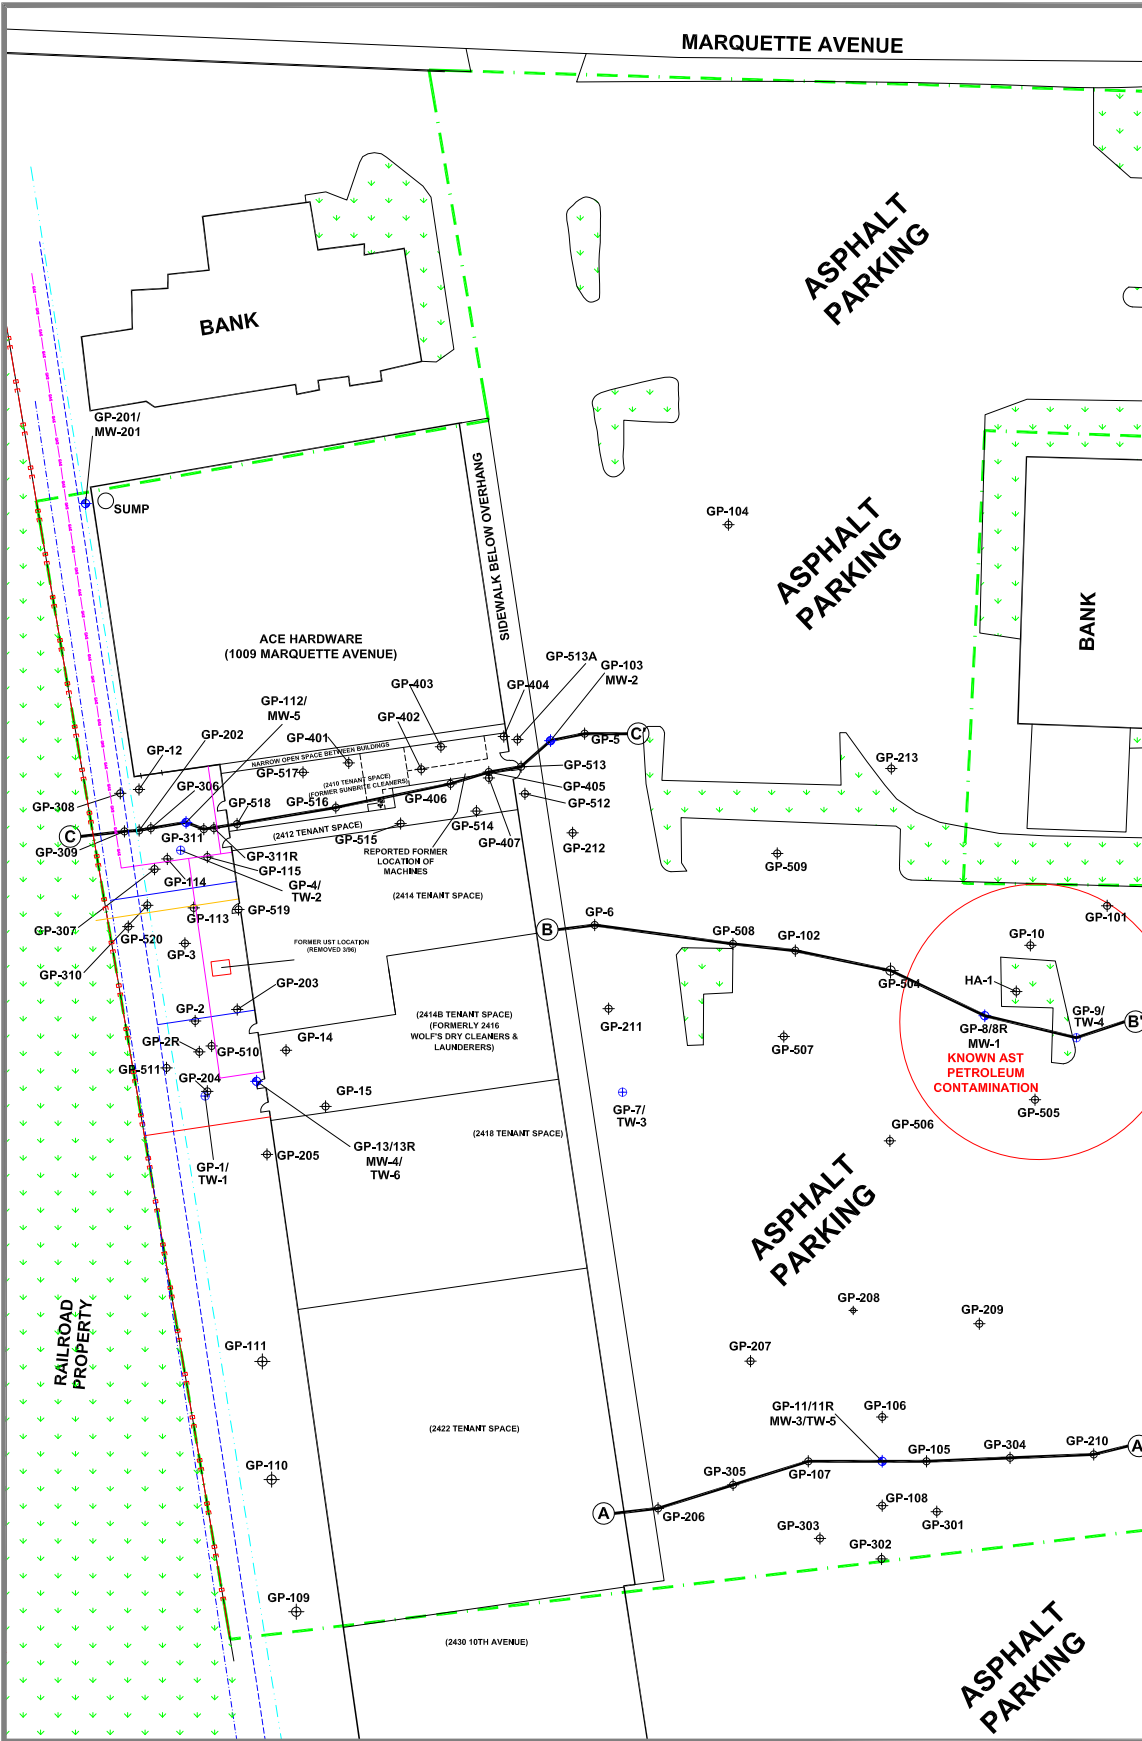 MARQUETTE AVENUE
ASPHALT
PARKING
BANK
GP-201/
MW-201
SUMP
SIDEWALK BELOW OVERHANG
GP-104
ASPHALT
PARKING
BANK
ACE HARDWARE
(1009 MARQUETTE AVENUE)
GP-513A
GP-103
MW-2
GP-403
GP-404
GP-112/
MW-5
GP-402
GP-202
GP-401
GP-5
C'
GP-12
NARROW OPEN SPACE BETWEEN BUILDINGS
GP-213
GP-517
(2410 TENANT SPACE)
(FORMER SUNBRITE CLEANERS)
GP-513
GP-405
GP-308
GP-306
GP-518
GP-516
GP-406
GP-512
C
GP-311
(2412 TENANT SPACE)
GP-515
GP-514
GP-407
GP-212
GP-309
GP-311R
GP-115
REPORTED FORMER
LOCATION OF
MACHINES
GP-509
GP-114
GP-4/
TW-2
(2414 TENANT SPACE)
GP-307
GP-113
GP-519
B
GP-6
GP-101
GP-520
GP-3
FORMER UST LOCATION
(REMOVED 3/96)
GP-508
GP-102
GP-10
GP-310
GP-203
GP-504
HA-1
GP-2
(2414B TENANT SPACE)
(FORMERLY 2416
WOLF'S DRY CLEANERS &
LAUNDERERS)
GP-211
GP-9/
TW-4
B'
GP-8/8R
MW-1
GP-2R
GP-510
GP-14
GP-507
KNOWN AST
PETROLEUM
CONTAMINATION
GP-511
GP-204
GP-15
GP-505
GP-7/
TW-3
GP-506
(2418 TENANT SPACE)
GP-205
GP-13/13R
MW-4/
TW-6
GP-1/
TW-1
ASPHALT
PARKING
RAILROAD
PROPERTY
GP-208
GP-209
GP-111
GP-207
GP-11/11R
MW-3/TW-5
GP-106
(2422 TENANT SPACE)
GP-105
GP-304
GP-210
A'
GP-110
GP-305
GP-107
A
GP-206
GP-108
GP-301
GP-303
GP-302
GP-109
(2430 10TH AVENUE)
ASPHALT
PARKING